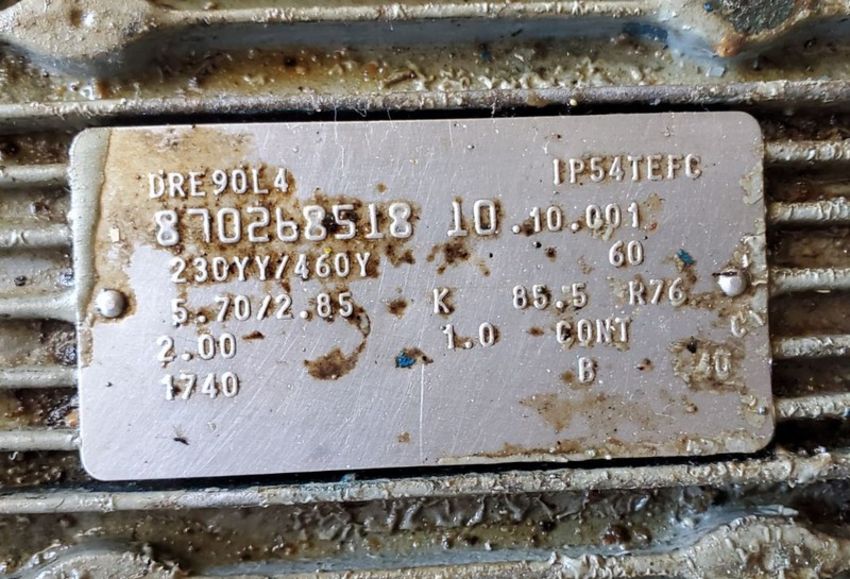 DRE90L4 IP54TEFC
870268518 10 .10.001
230YY/460Y 60
5.70/2.85 K 85.5 R76
2.00 1.0 CONT
1740 B 40